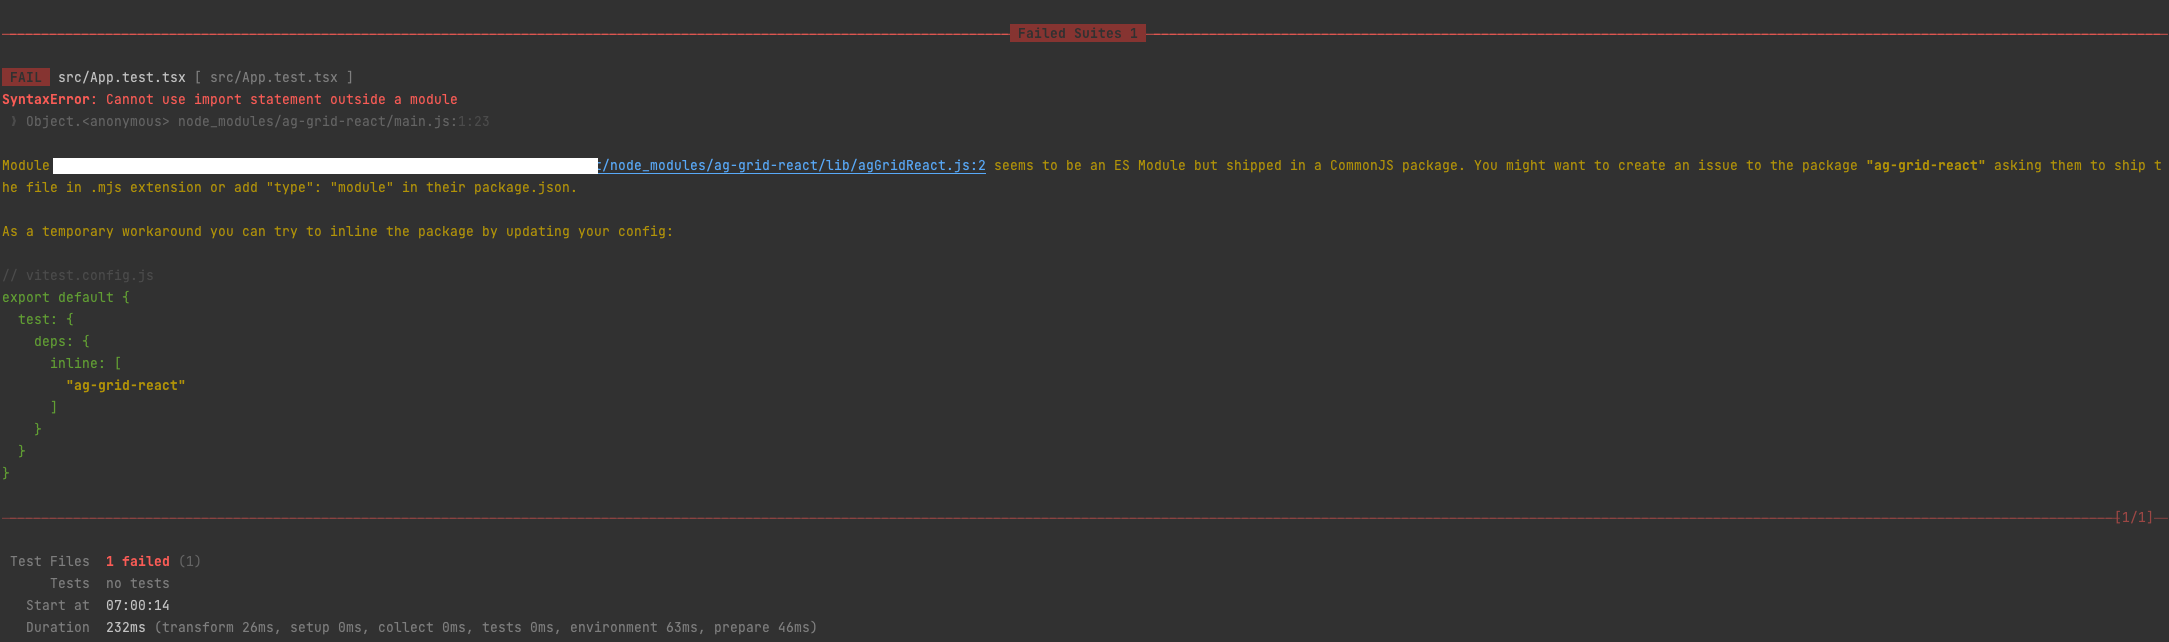 Failed Suites 1
FAIL src/App.test.tsx [ src/App.test.tsx ]
SyntaxError: Cannot use import statement outside a module
❯ Object.<anonymous> node_modules/ag-grid-react/main.js:1:23
Module /node_modules/ag-grid-react/lib/agGridReact.js:2 seems to be an ES Module but shipped in a CommonJS package. You might want to create an issue to the package "ag-grid-react" asking them to ship t
he file in .mjs extension or add "type": "module" in their package.json.
As a temporary workaround you can try to inline the package by updating your config:
// vitest.config.js
export default {
  test: {
    deps: {
      inline: [
        "ag-grid-react"
      ]
    }
  }
}
[1/1]
Test Files  1 failed (1)
Tests  no tests
Start at  07:00:14
Duration  232ms (transform 26ms, setup 0ms, collect 0ms, tests 0ms, environment 63ms, prepare 46ms)